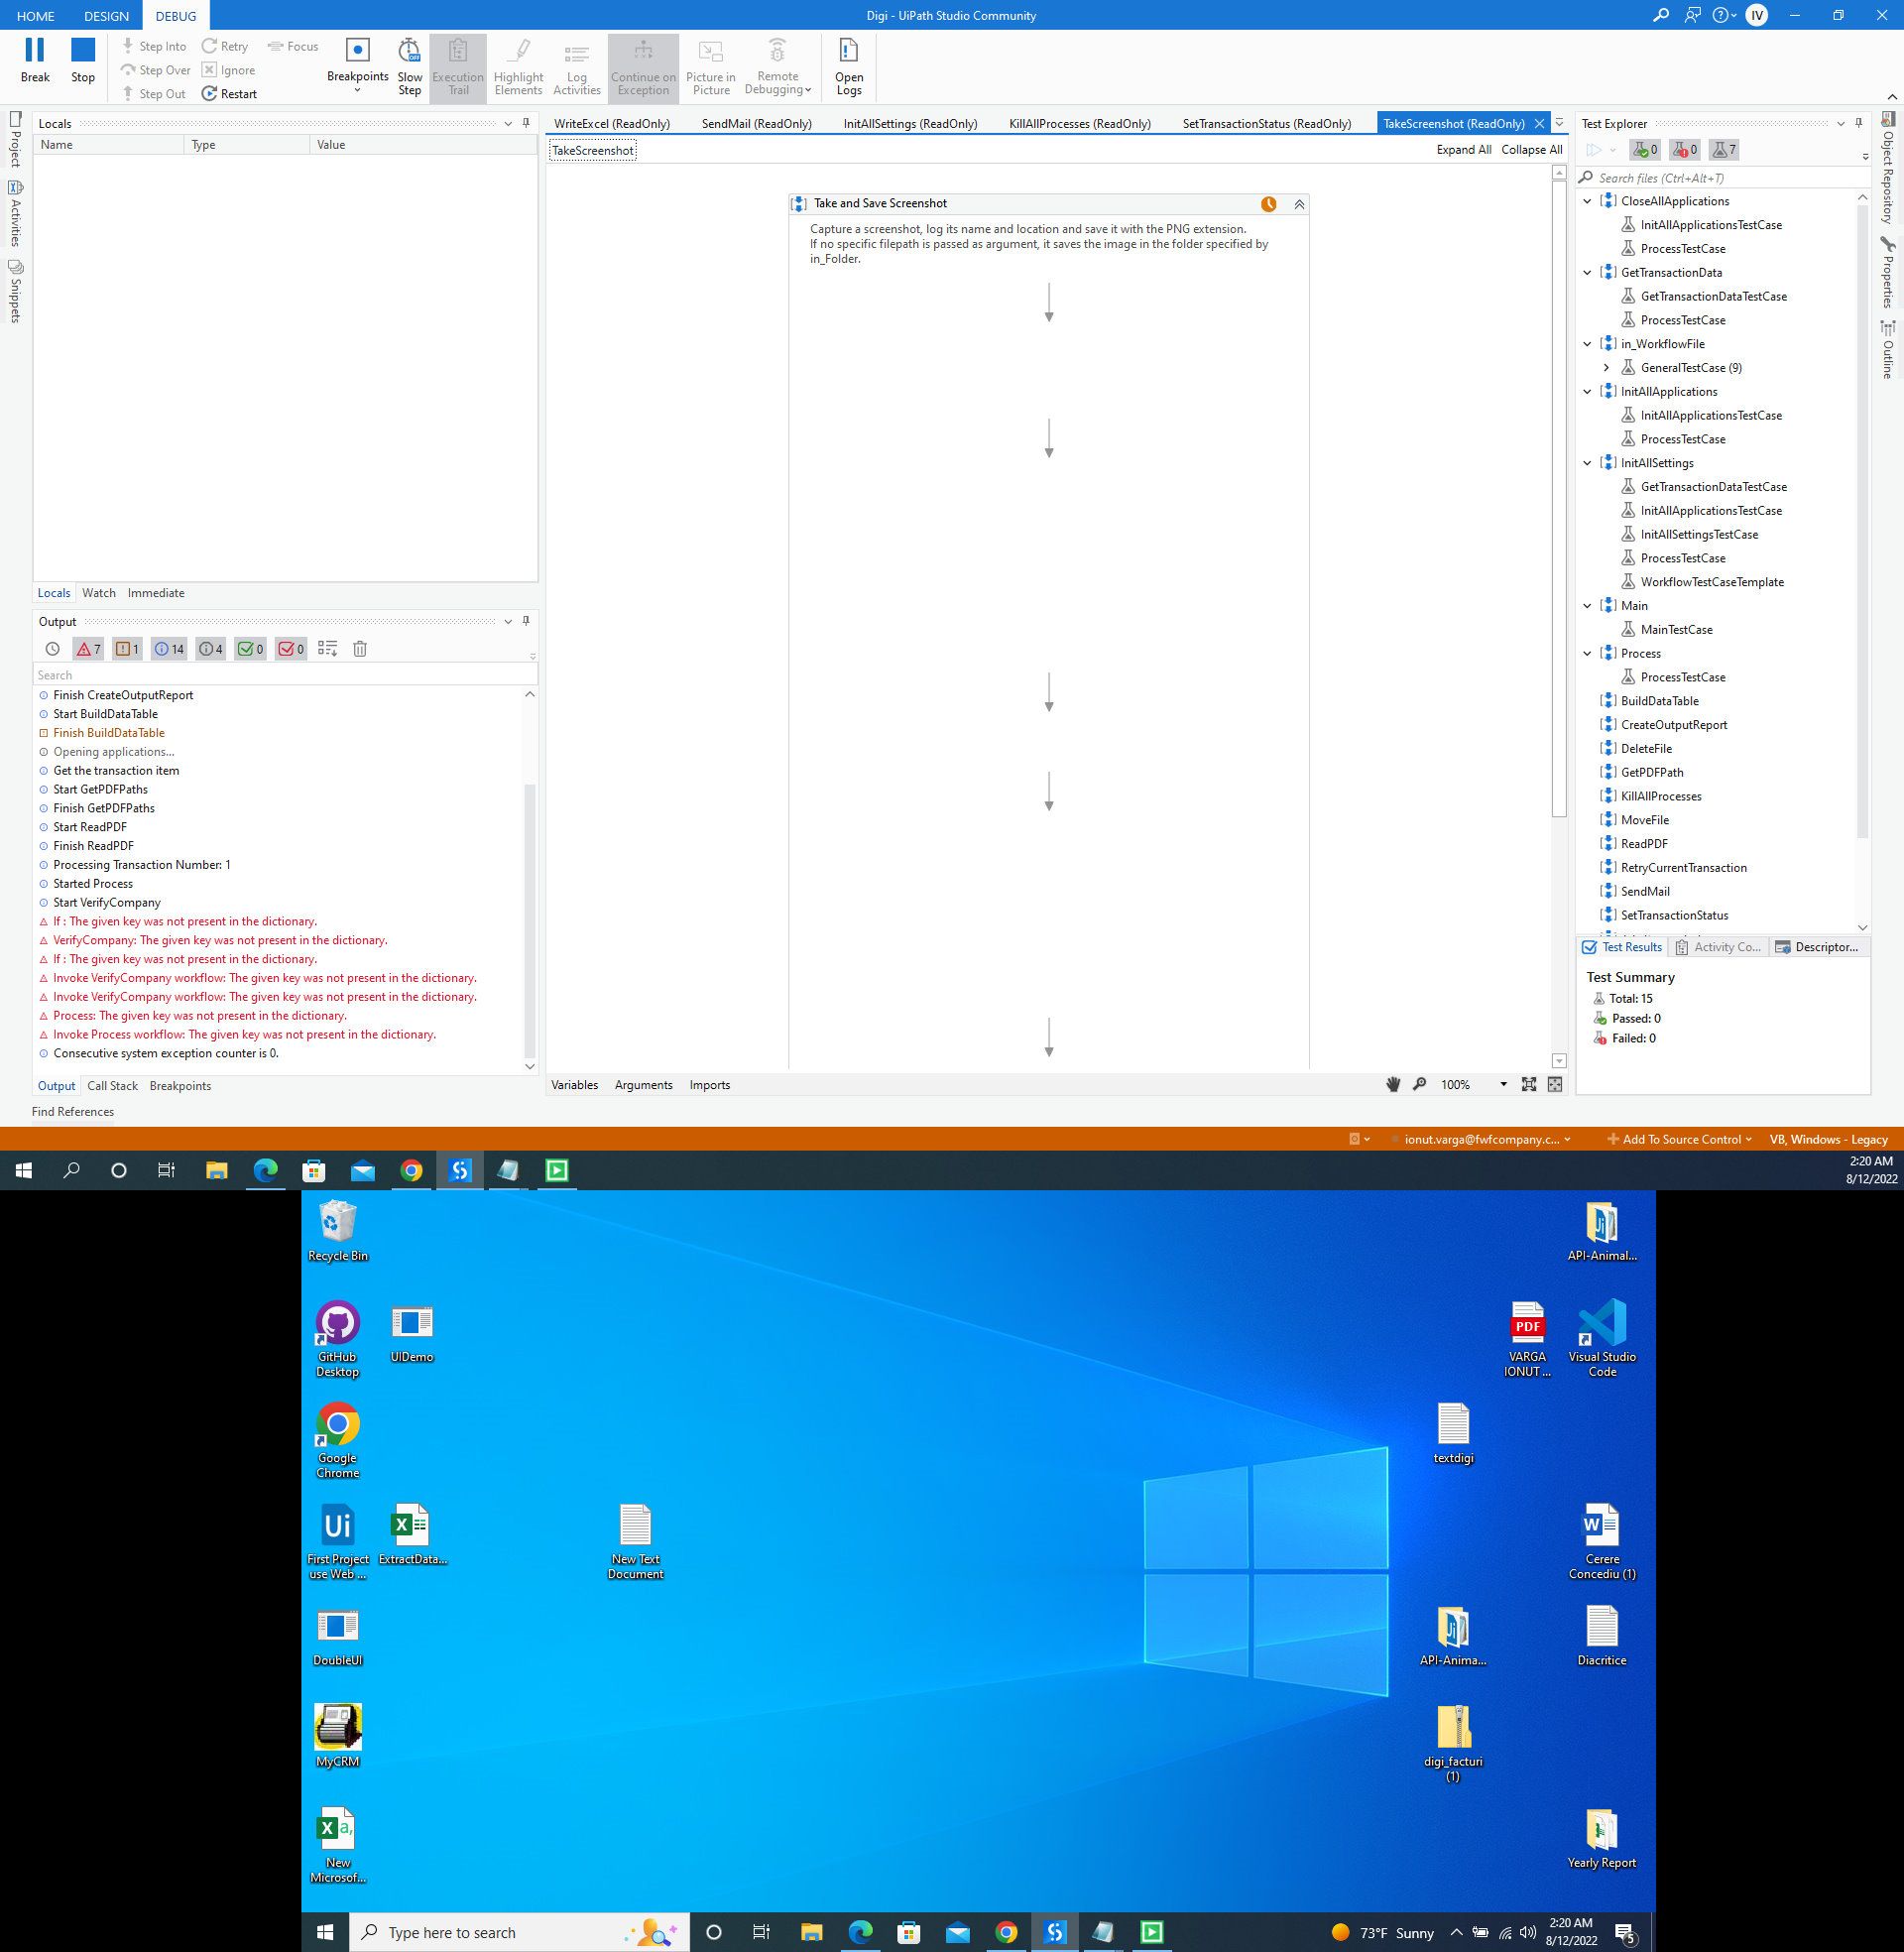 HOME DESIGN DEBUG
Digi - UiPath Studio Community
IV
Break
Stop
Step Into
Step Over
Step Out
Retry
Ignore
Restart
Focus
Breakpoints
Slow Step
Execution Trail
Highlight Elements
Log Activities
Continue on Exception
Picture in Picture
Remote Debugging
Open Logs
Project
Activities
Snippets
Locals
Name Type Value
Locals Watch Immediate
Output
7 1 14 4 0 0
Search
Finish CreateOutputReport
Start BuildDataTable
Finish BuildDataTable
Opening applications...
Get the transaction item
Start GetPDFPaths
Finish GetPDFPaths
Start ReadPDF
Finish ReadPDF
Processing Transaction Number: 1
Started Process
Start VerifyCompany
If : The given key was not present in the dictionary.
VerifyCompany: The given key was not present in the dictionary.
If : The given key was not present in the dictionary.
Invoke VerifyCompany workflow: The given key was not present in the dictionary.
Invoke VerifyCompany workflow: The given key was not present in the dictionary.
Process: The given key was not present in the dictionary.
Invoke Process workflow: The given key was not present in the dictionary.
Consecutive system exception counter is 0.
Output Call Stack Breakpoints
Find References
WriteExcel (ReadOnly) SendMail (ReadOnly) InitAllSettings (ReadOnly) KillAllProcesses (ReadOnly) SetTransactionStatus (ReadOnly) TakeScreenshot (ReadOnly)
TakeScreenshot
Expand All Collapse All
Take and Save Screenshot
Capture a screenshot, log its name and location and save it with the PNG extension.
If no specific filepath is passed as argument, it saves the image in the folder specified by
in_Folder.
Variables Arguments Imports
100%
Test Explorer
0 0 7
Search files (Ctrl+Alt+T)
CloseAllApplications
InitAllApplicationsTestCase
ProcessTestCase
GetTransactionData
GetTransactionDataTestCase
ProcessTestCase
in_WorkflowFile
GeneralTestCase (9)
InitAllApplications
InitAllApplicationsTestCase
ProcessTestCase
InitAllSettings
GetTransactionDataTestCase
InitAllApplicationsTestCase
InitAllSettingsTestCase
ProcessTestCase
WorkflowTestCaseTemplate
Main
MainTestCase
Process
ProcessTestCase
BuildDataTable
CreateOutputReport
DeleteFile
GetPDFPath
KillAllProcesses
MoveFile
ReadPDF
RetryCurrentTransaction
SendMail
SetTransactionStatus
Test Results Activity Co... Descriptor...
Test Summary
Total: 15
Passed: 0
Failed: 0
Object Repository
Properties
Outline
ionut.varga@fwfcompany.c...
Add To Source Control
VB, Windows - Legacy
2:20 AM
8/12/2022
Recycle Bin
API-Animal...
GitHub
Desktop
UIDemo
PDF
VARGA
IONUT ...
Visual Studio
Code
Google
Chrome
textdigi
Ui
First Project
use Web ...
ExtractData...
New Text
Document
Cerere
Concediu (1)
DoubleUI
API-Anima...
Diacritice
MyCRM
digi_facturi
(1)
New
Microsof...
Yearly Report
Type here to search
73°F Sunny
2:20 AM
8/12/2022
5